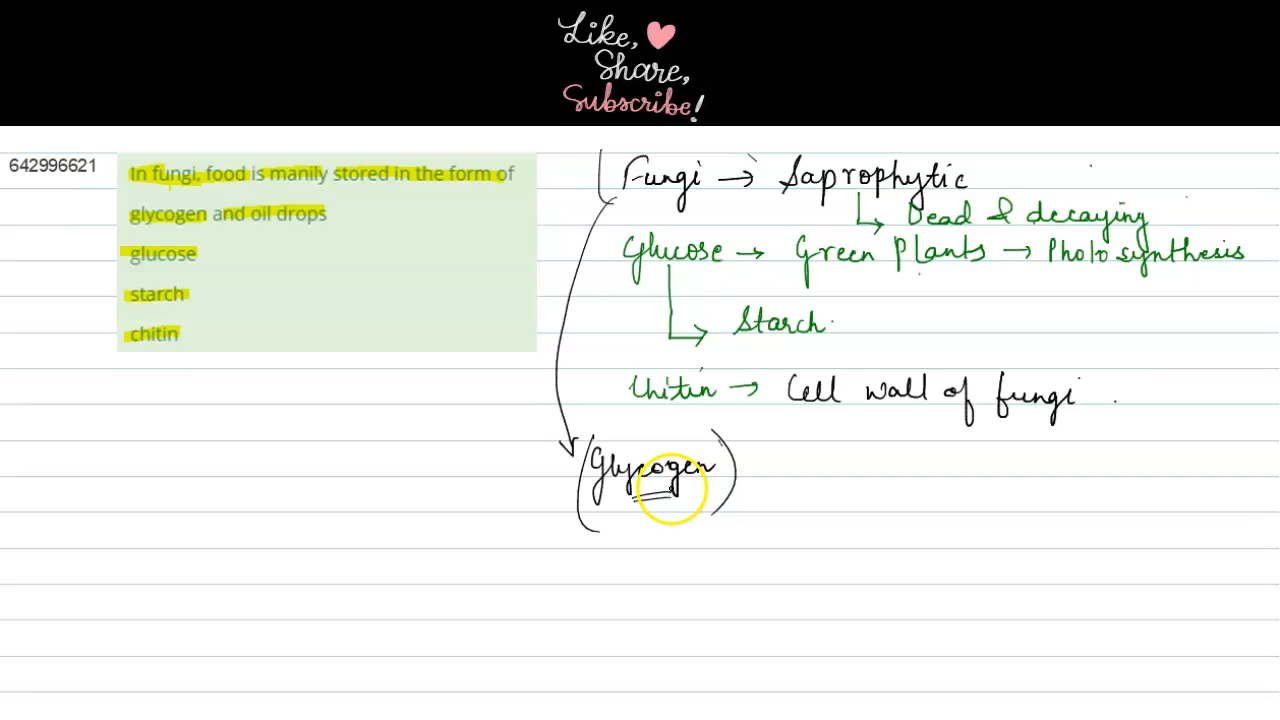 Like,
Share,
Subscribe!
642996621
In fungi, food is manily stored in the form of
glycogen and oil drops
glucose
starch
chitin
Fungi → Saprophytic
Dead & decaying
Glucose → Green Plants → Photosynthesis
Starch
Chitin → Cell wall of fungi.
(Glycogen)